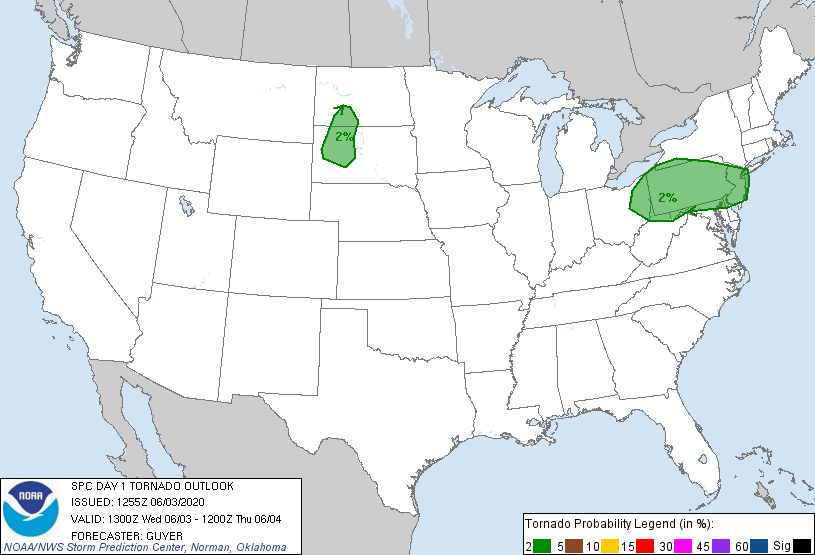 2%
2%
NOAA
SPC DAY 1 TORNADO OUTLOOK
ISSUED: 1255Z 06/03/2020
VALID: 1300Z Wed 06/03 - 1200Z Thu 06/04
FORECASTER: GUYER
NOAA/NWS Storm Prediction Center, Norman, Oklahoma
Tornado Probability Legend (in %):
2 5 10 15 30 45 60 Sig